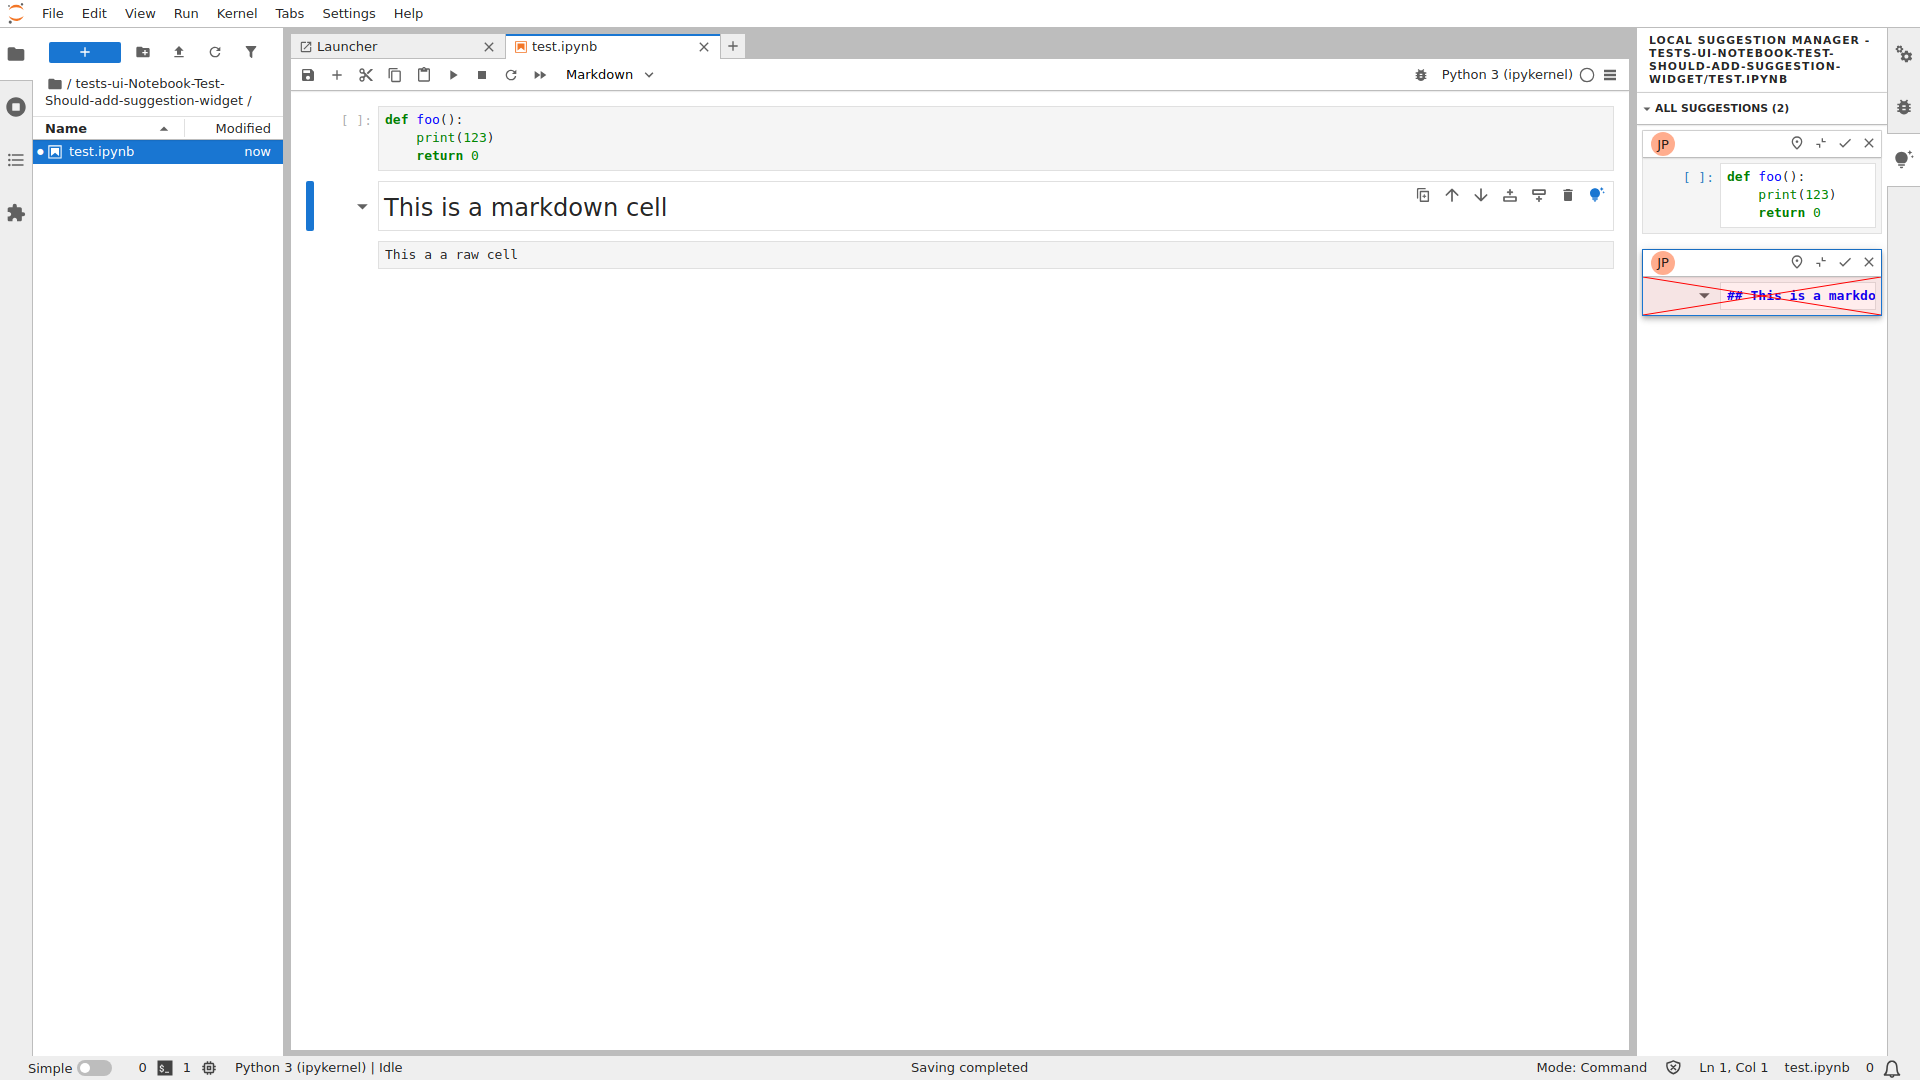 File Edit View Run Kernel Tabs Settings Help
/ tests-ui-Notebook-Test-
Should-add-suggestion-widget /
Name Modified
test.ipynb now
Launcher
test.ipynb
Markdown
Python 3 (ipykernel)
[ ]:
def foo():
    print(123)
    return 0
This is a markdown cell
This a a raw cell
LOCAL SUGGESTION MANAGER -
TESTS-UI-NOTEBOOK-TEST-
SHOULD-ADD-SUGGESTION-
WIDGET/TEST.IPYNB
ALL SUGGESTIONS (2)
JP
[ ]:
def foo():
    print(123)
    return 0
JP
## This is a markdo
Simple 0 $_ 1 Python 3 (ipykernel) | Idle Saving completed Mode: Command Ln 1, Col 1 test.ipynb 0